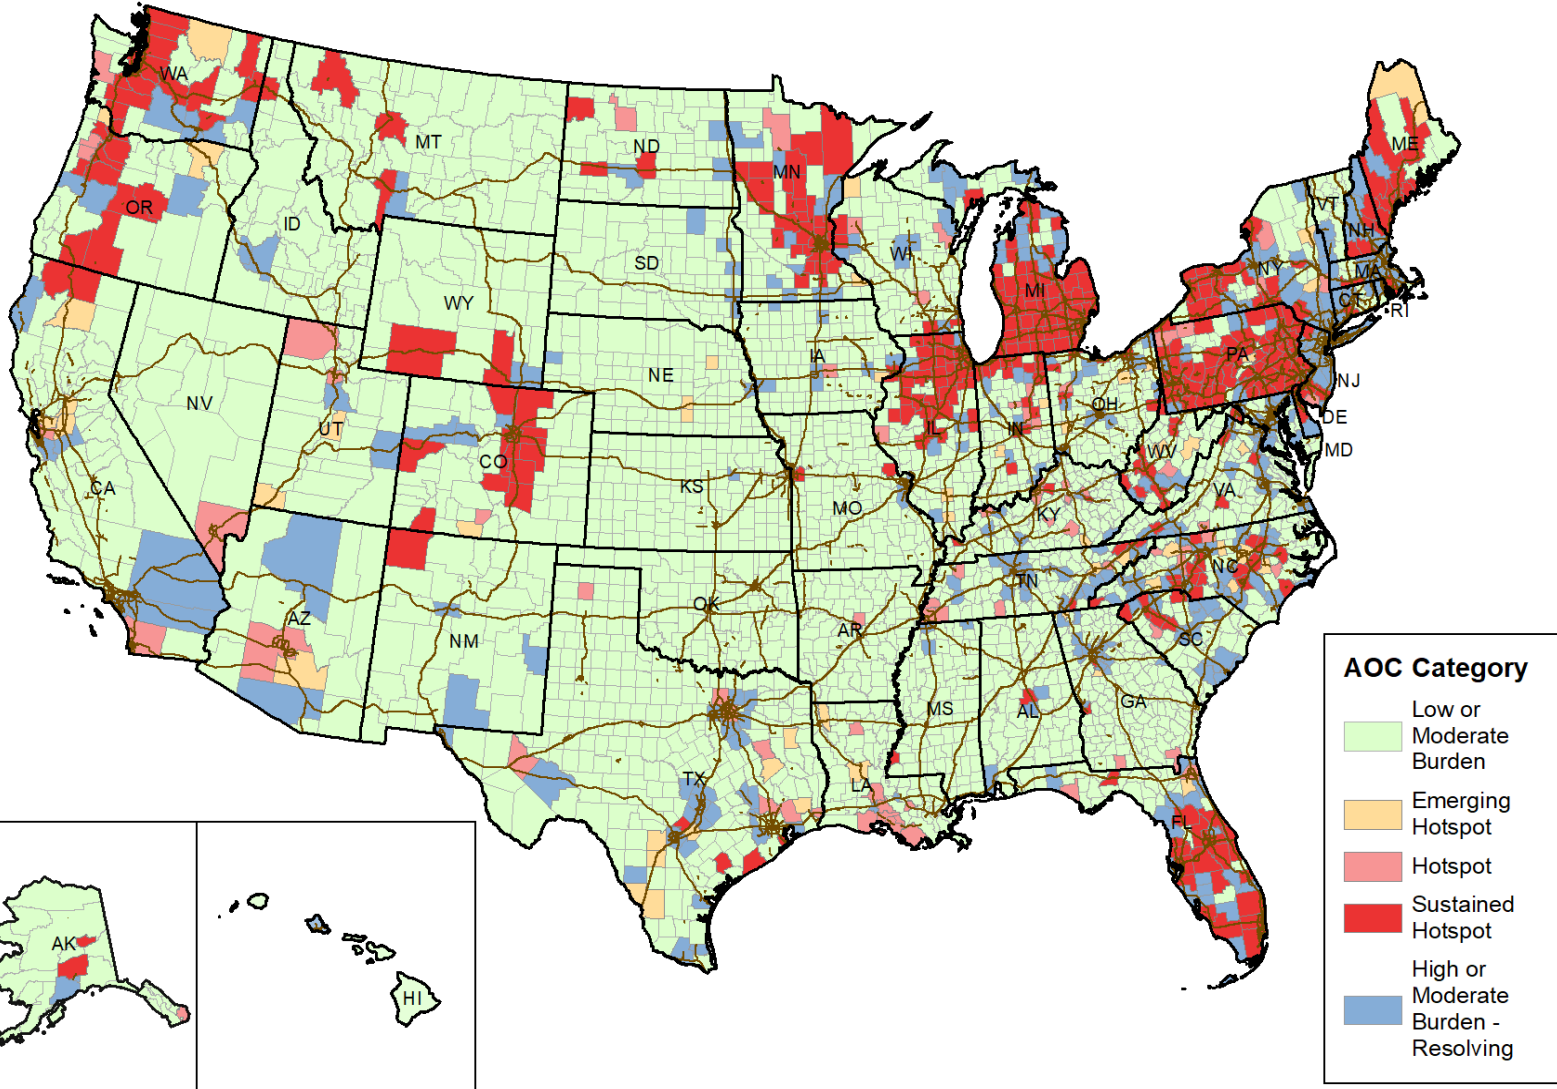 WA
MT
ND
MN
ME
OR
ID
VT
NH
WI
SD
NY
MA
MI
CT
RI
WY
IA
PA
NE
NJ
NV
OH
DE
UT
IL
IN
MD
CO
WV
CA
KS
VA
MO
KY
NC
TN
OK
AZ
AR
NM
SC
MS
AL
GA
TX
LA
FL
AK
HI
AOC Category
Low or
Moderate
Burden
Emerging
Hotspot
Hotspot
Sustained
Hotspot
High or
Moderate
Burden -
Resolving